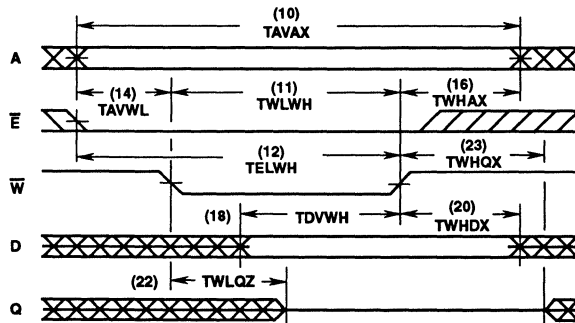 (10)
TAVAX
A
(14)
TAVWL
(11)
TWLWH
(16)
TWHAX
E
(12)
TELWH
(23)
TWHQX
W
(18)
TDVWH
(20)
TWHDX
D
(22)
TWLQZ
Q